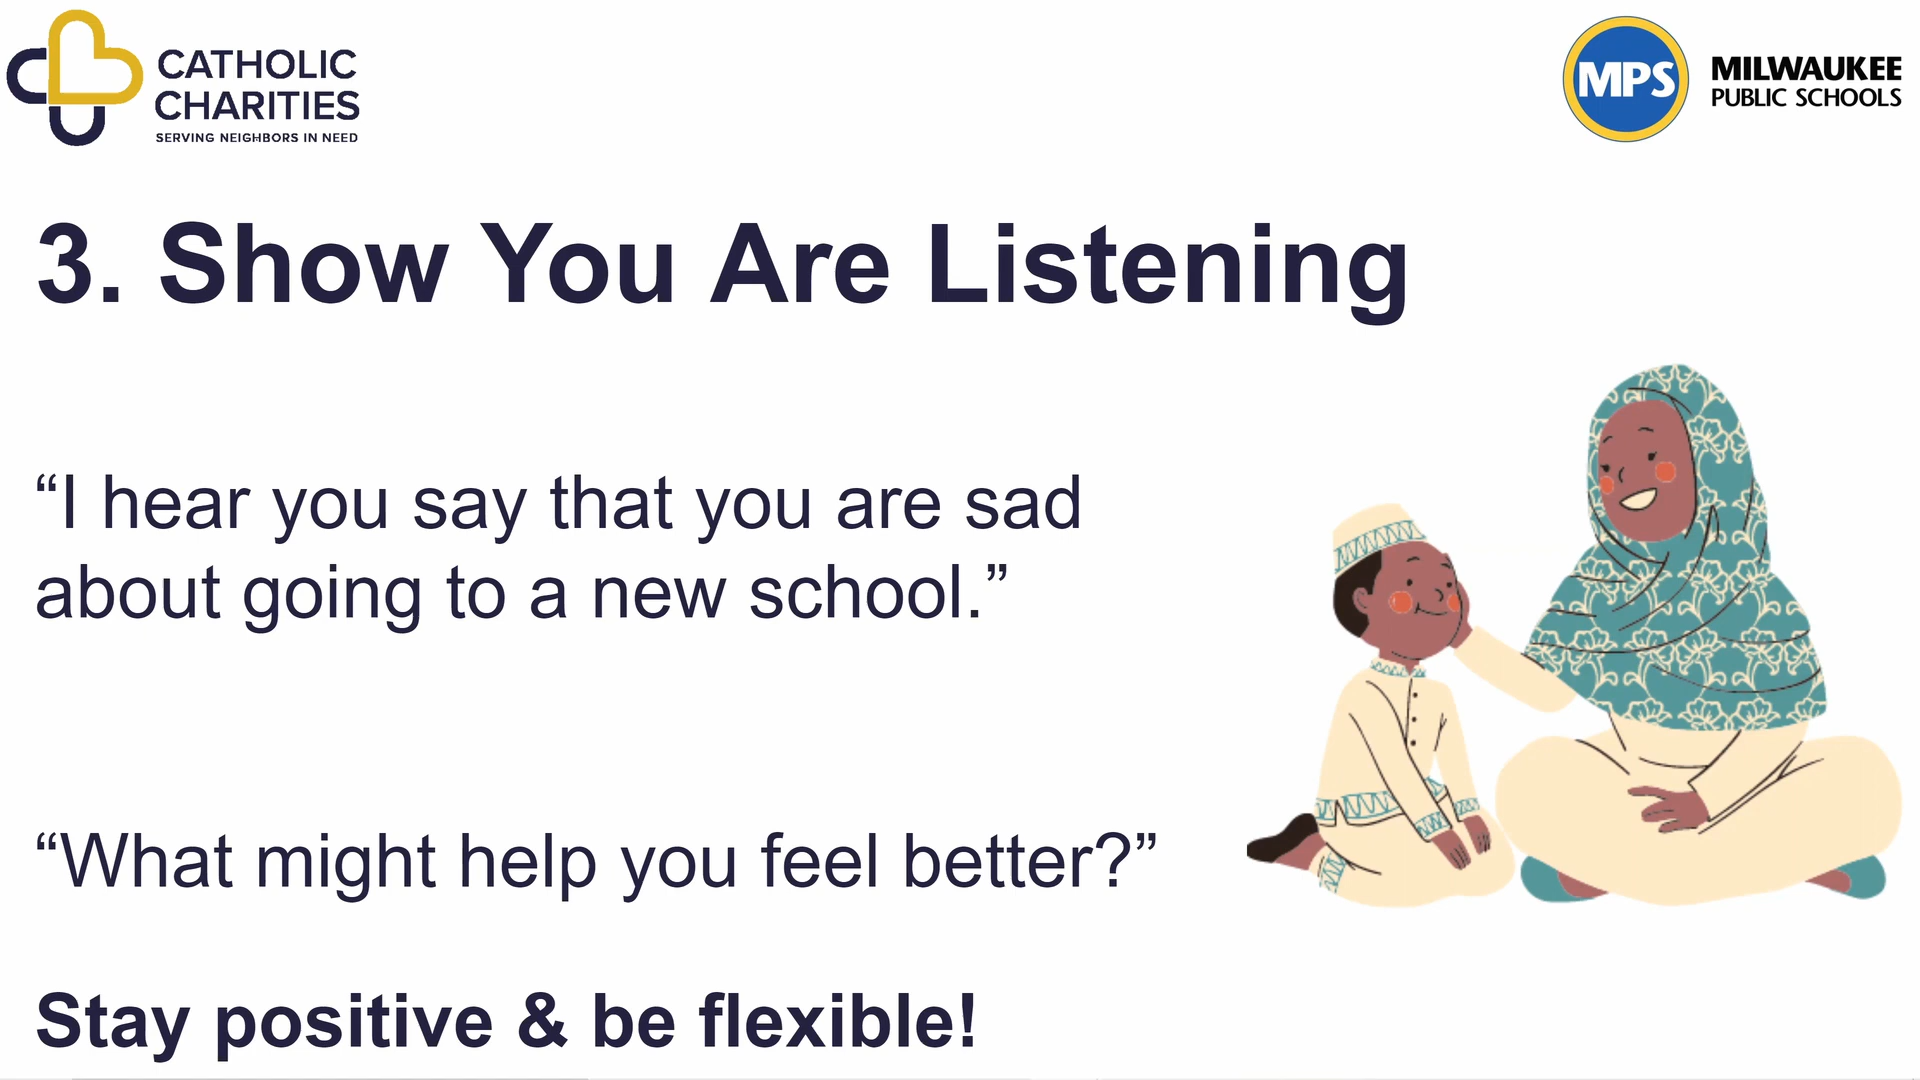 CATHOLIC
CHARITIES
SERVING NEIGHBORS IN NEED
MPS
MILWAUKEE
PUBLIC SCHOOLS
3. Show You Are Listening
“I hear you say that you are sad
about going to a new school.”
“What might help you feel better?”
Stay positive & be flexible!